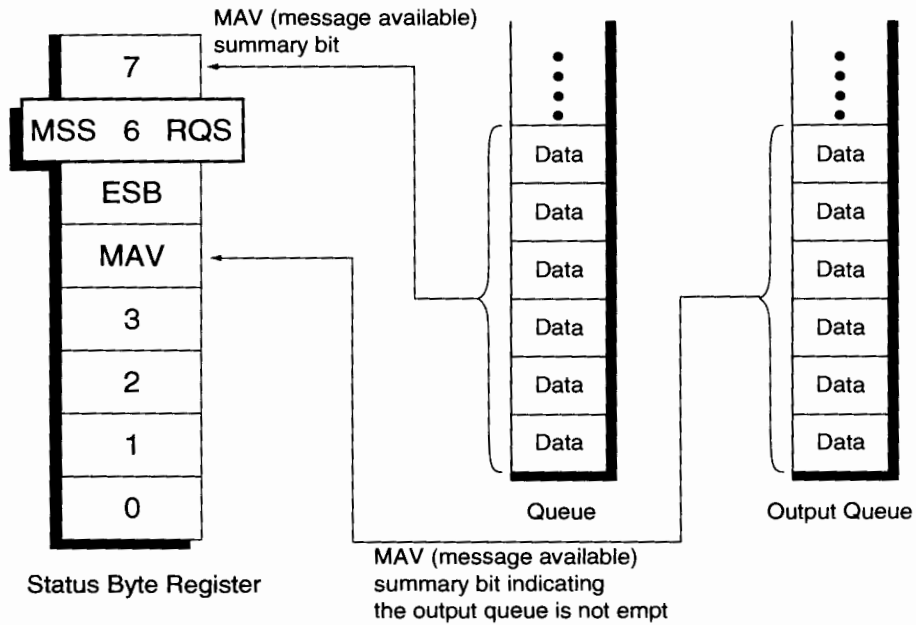 MAV (message available)
summary bit
7
MSS 6 RQS
ESB
MAV
3
2
1
0
Status Byte Register
Data
Data
Data
Data
Data
Data
Queue
Data
Data
Data
Data
Data
Data
Output Queue
MAV (message available)
summary bit indicating
the output queue is not empt